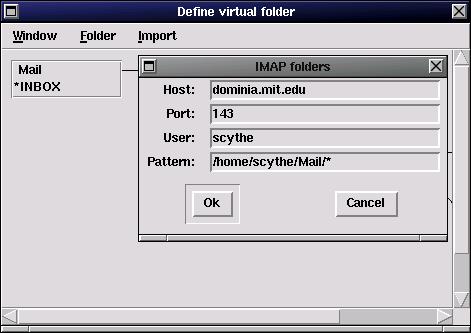 Define virtual folder
Window Folder Import
Mail
*INBOX
IMAP folders
Host: dominia.mit.edu
Port: 143
User: scythe
Pattern: /home/scythe/Mail/*
Ok Cancel